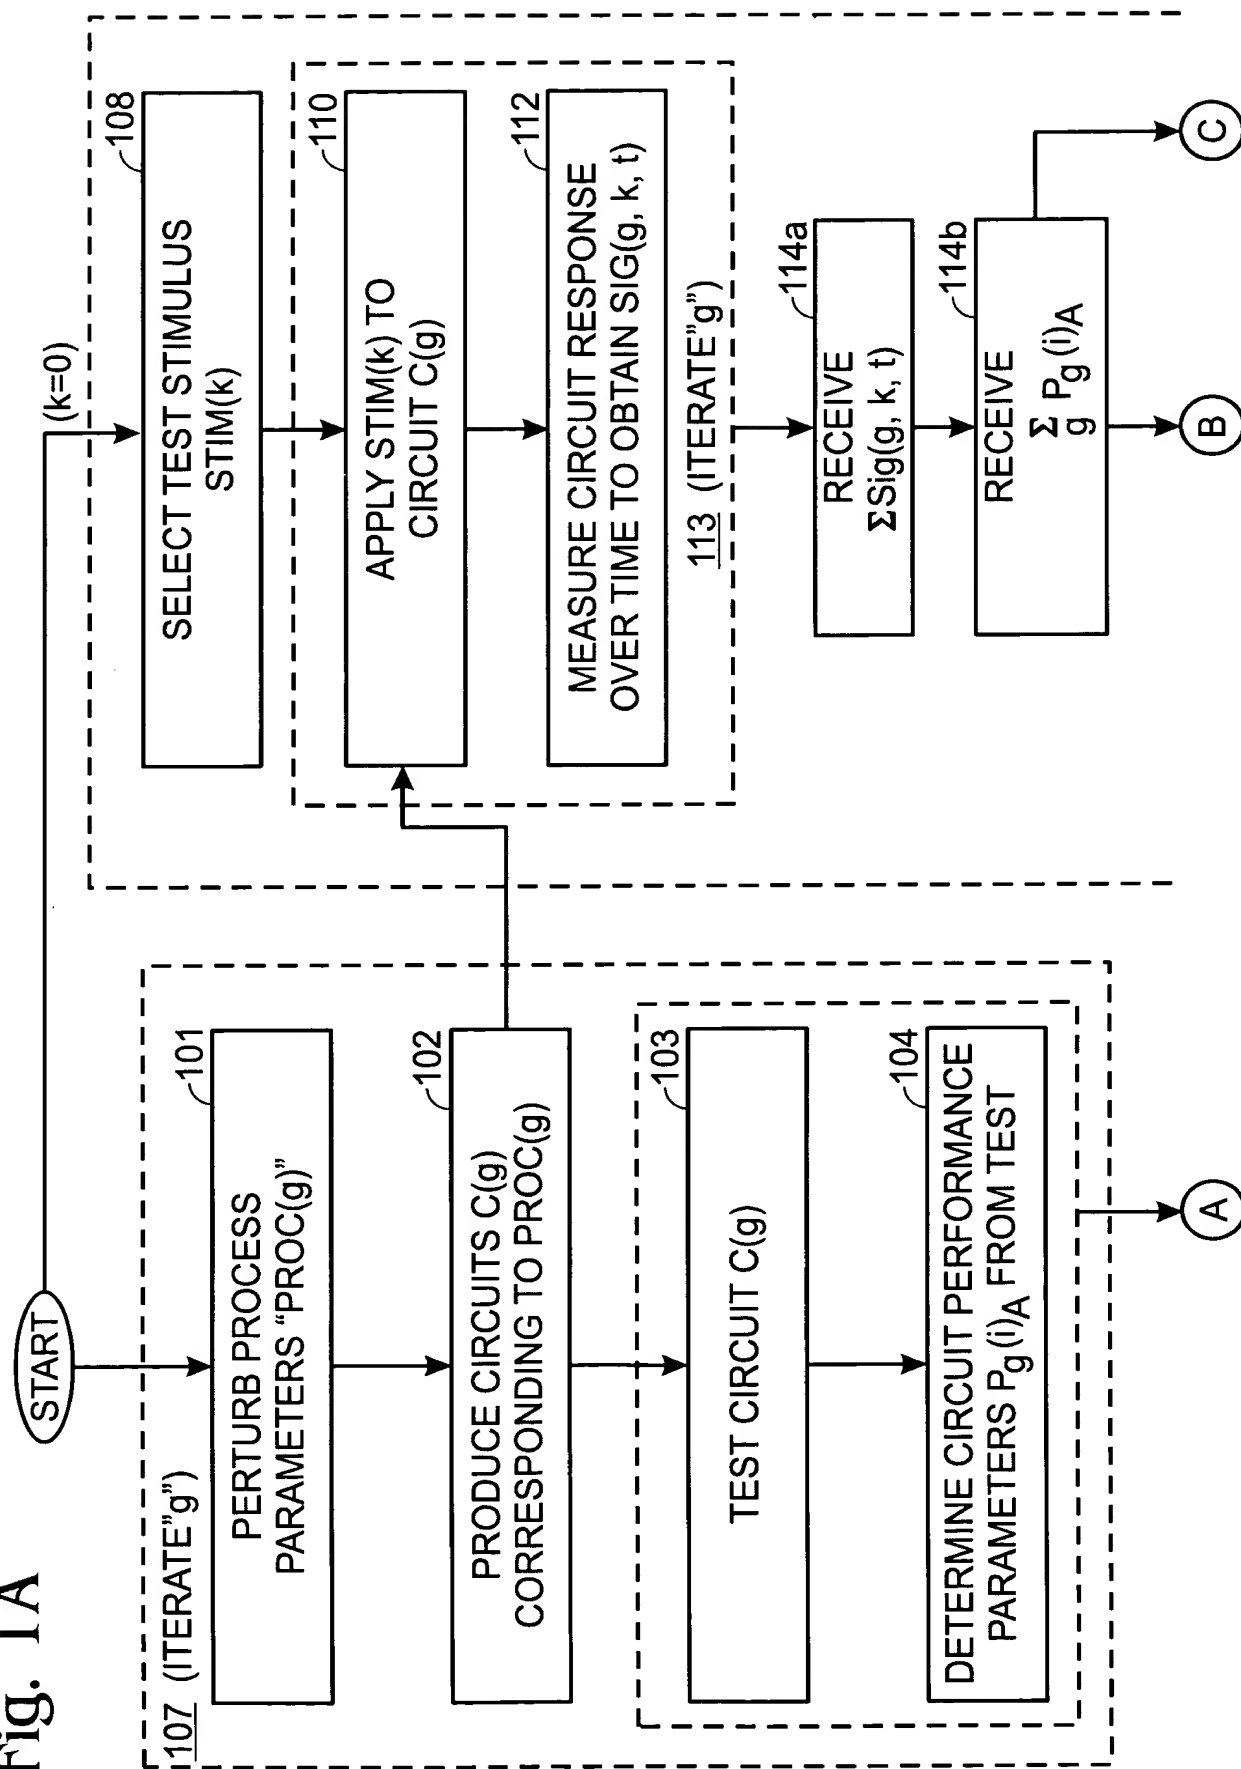 Fig. 1A
START
107 (ITERATE"g")
PERTURB PROCESS
PARAMETERS “PROC(g)”
101
PRODUCE CIRCUITS C(g)
CORRESPONDING TO PROC(g)
102
TEST CIRCUIT C(g)
103
DETERMINE CIRCUIT PERFORMANCE
PARAMETERS Pg(i)A FROM TEST
104
A
(k=0)
SELECT TEST STIMULUS
STIM(k)
108
APPLY STIM(k) TO
CIRCUIT C(g)
110
MEASURE CIRCUIT RESPONSE
OVER TIME TO OBTAIN SIG(g, k, t)
112
113 (ITERATE"g")
RECEIVE
ΣSig(g, k, t)
114a
RECEIVE
Σ Pg(i)A
g
114b
B
C